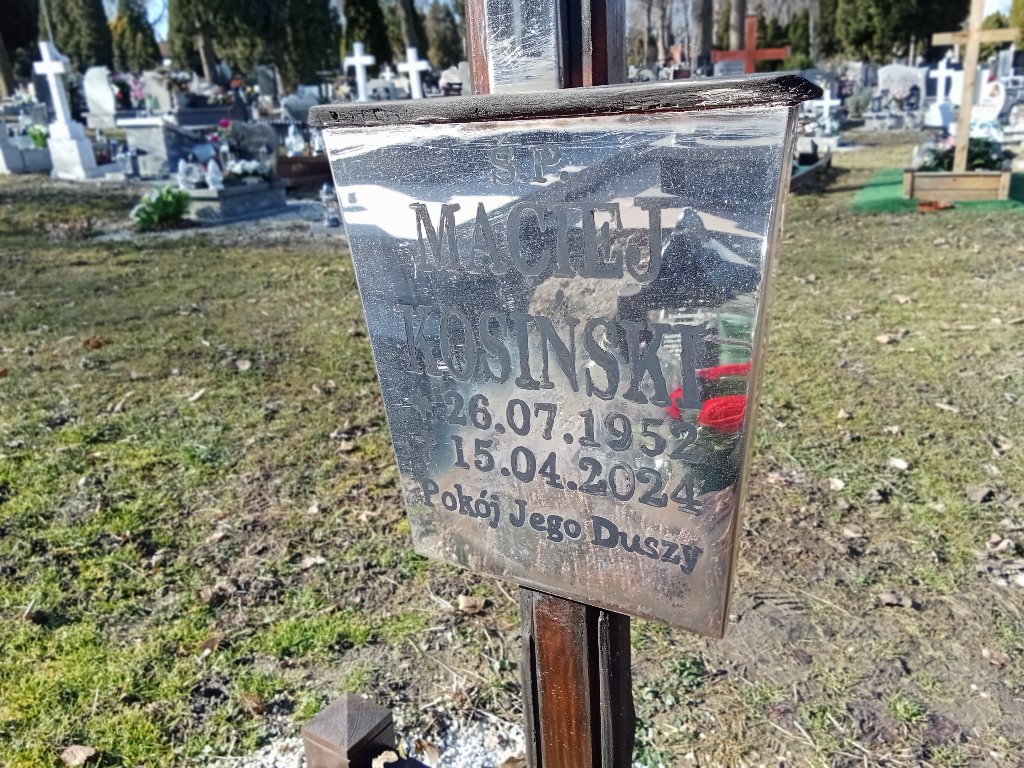 Ś.P.
MACIEJ
KOSIŃSKI
26.07.1952
15.04.2024
Pokój Jego Duszy